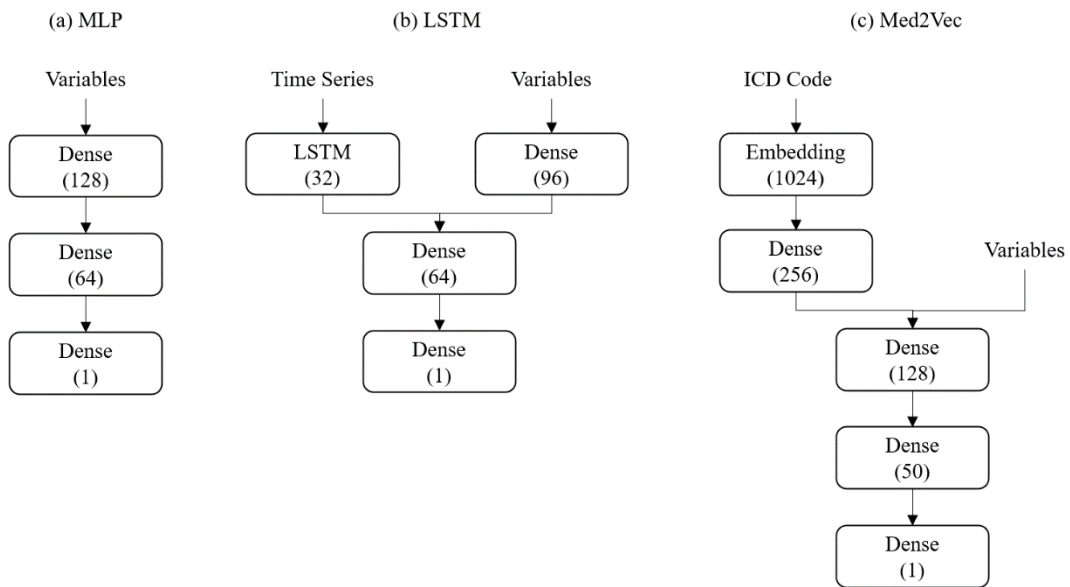 (a) MLP
Variables
Dense
(128)
Dense
(64)
Dense
(1)
(b) LSTM
Time Series
Variables
LSTM
(32)
Dense
(96)
Dense
(64)
Dense
(1)
(c) Med2Vec
ICD Code
Embedding
(1024)
Dense
(256)
Variables
Dense
(128)
Dense
(50)
Dense
(1)